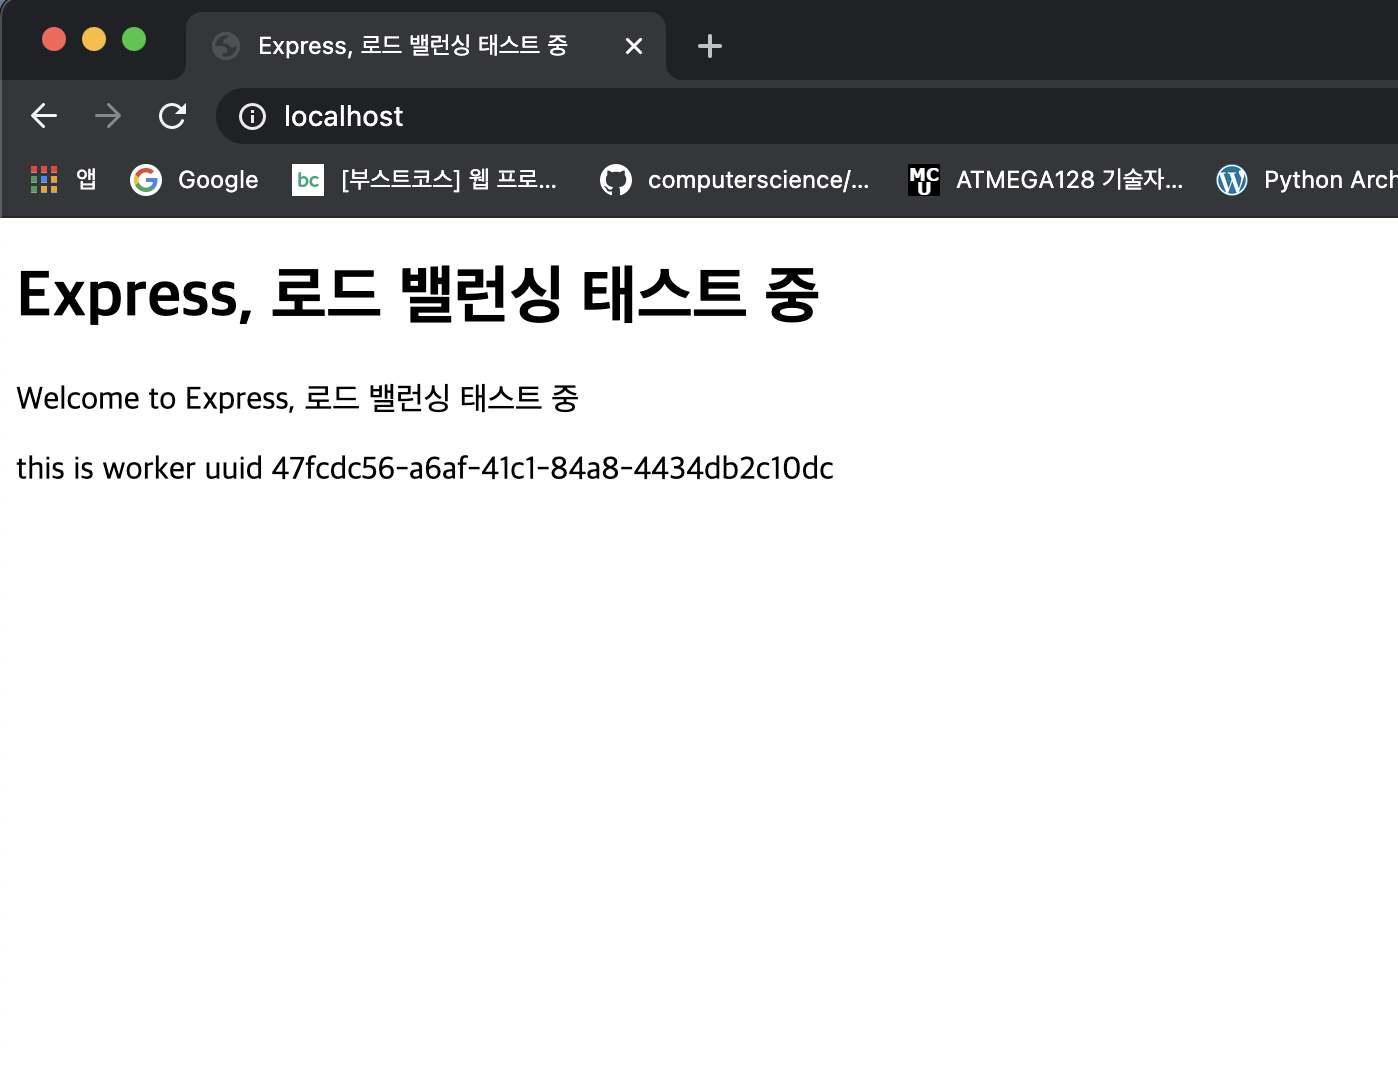 Express, 로드 밸런싱 태스트 중
localhost
앱 Google bc [부스트코스] 웹 프로... computerscience/... MCU ATMEGA128 기술자... Python Arch
Express, 로드 밸런싱 태스트 중
Welcome to Express, 로드 밸런싱 태스트 중
this is worker uuid 47fcdc56-a6af-41c1-84a8-4434db2c10dc